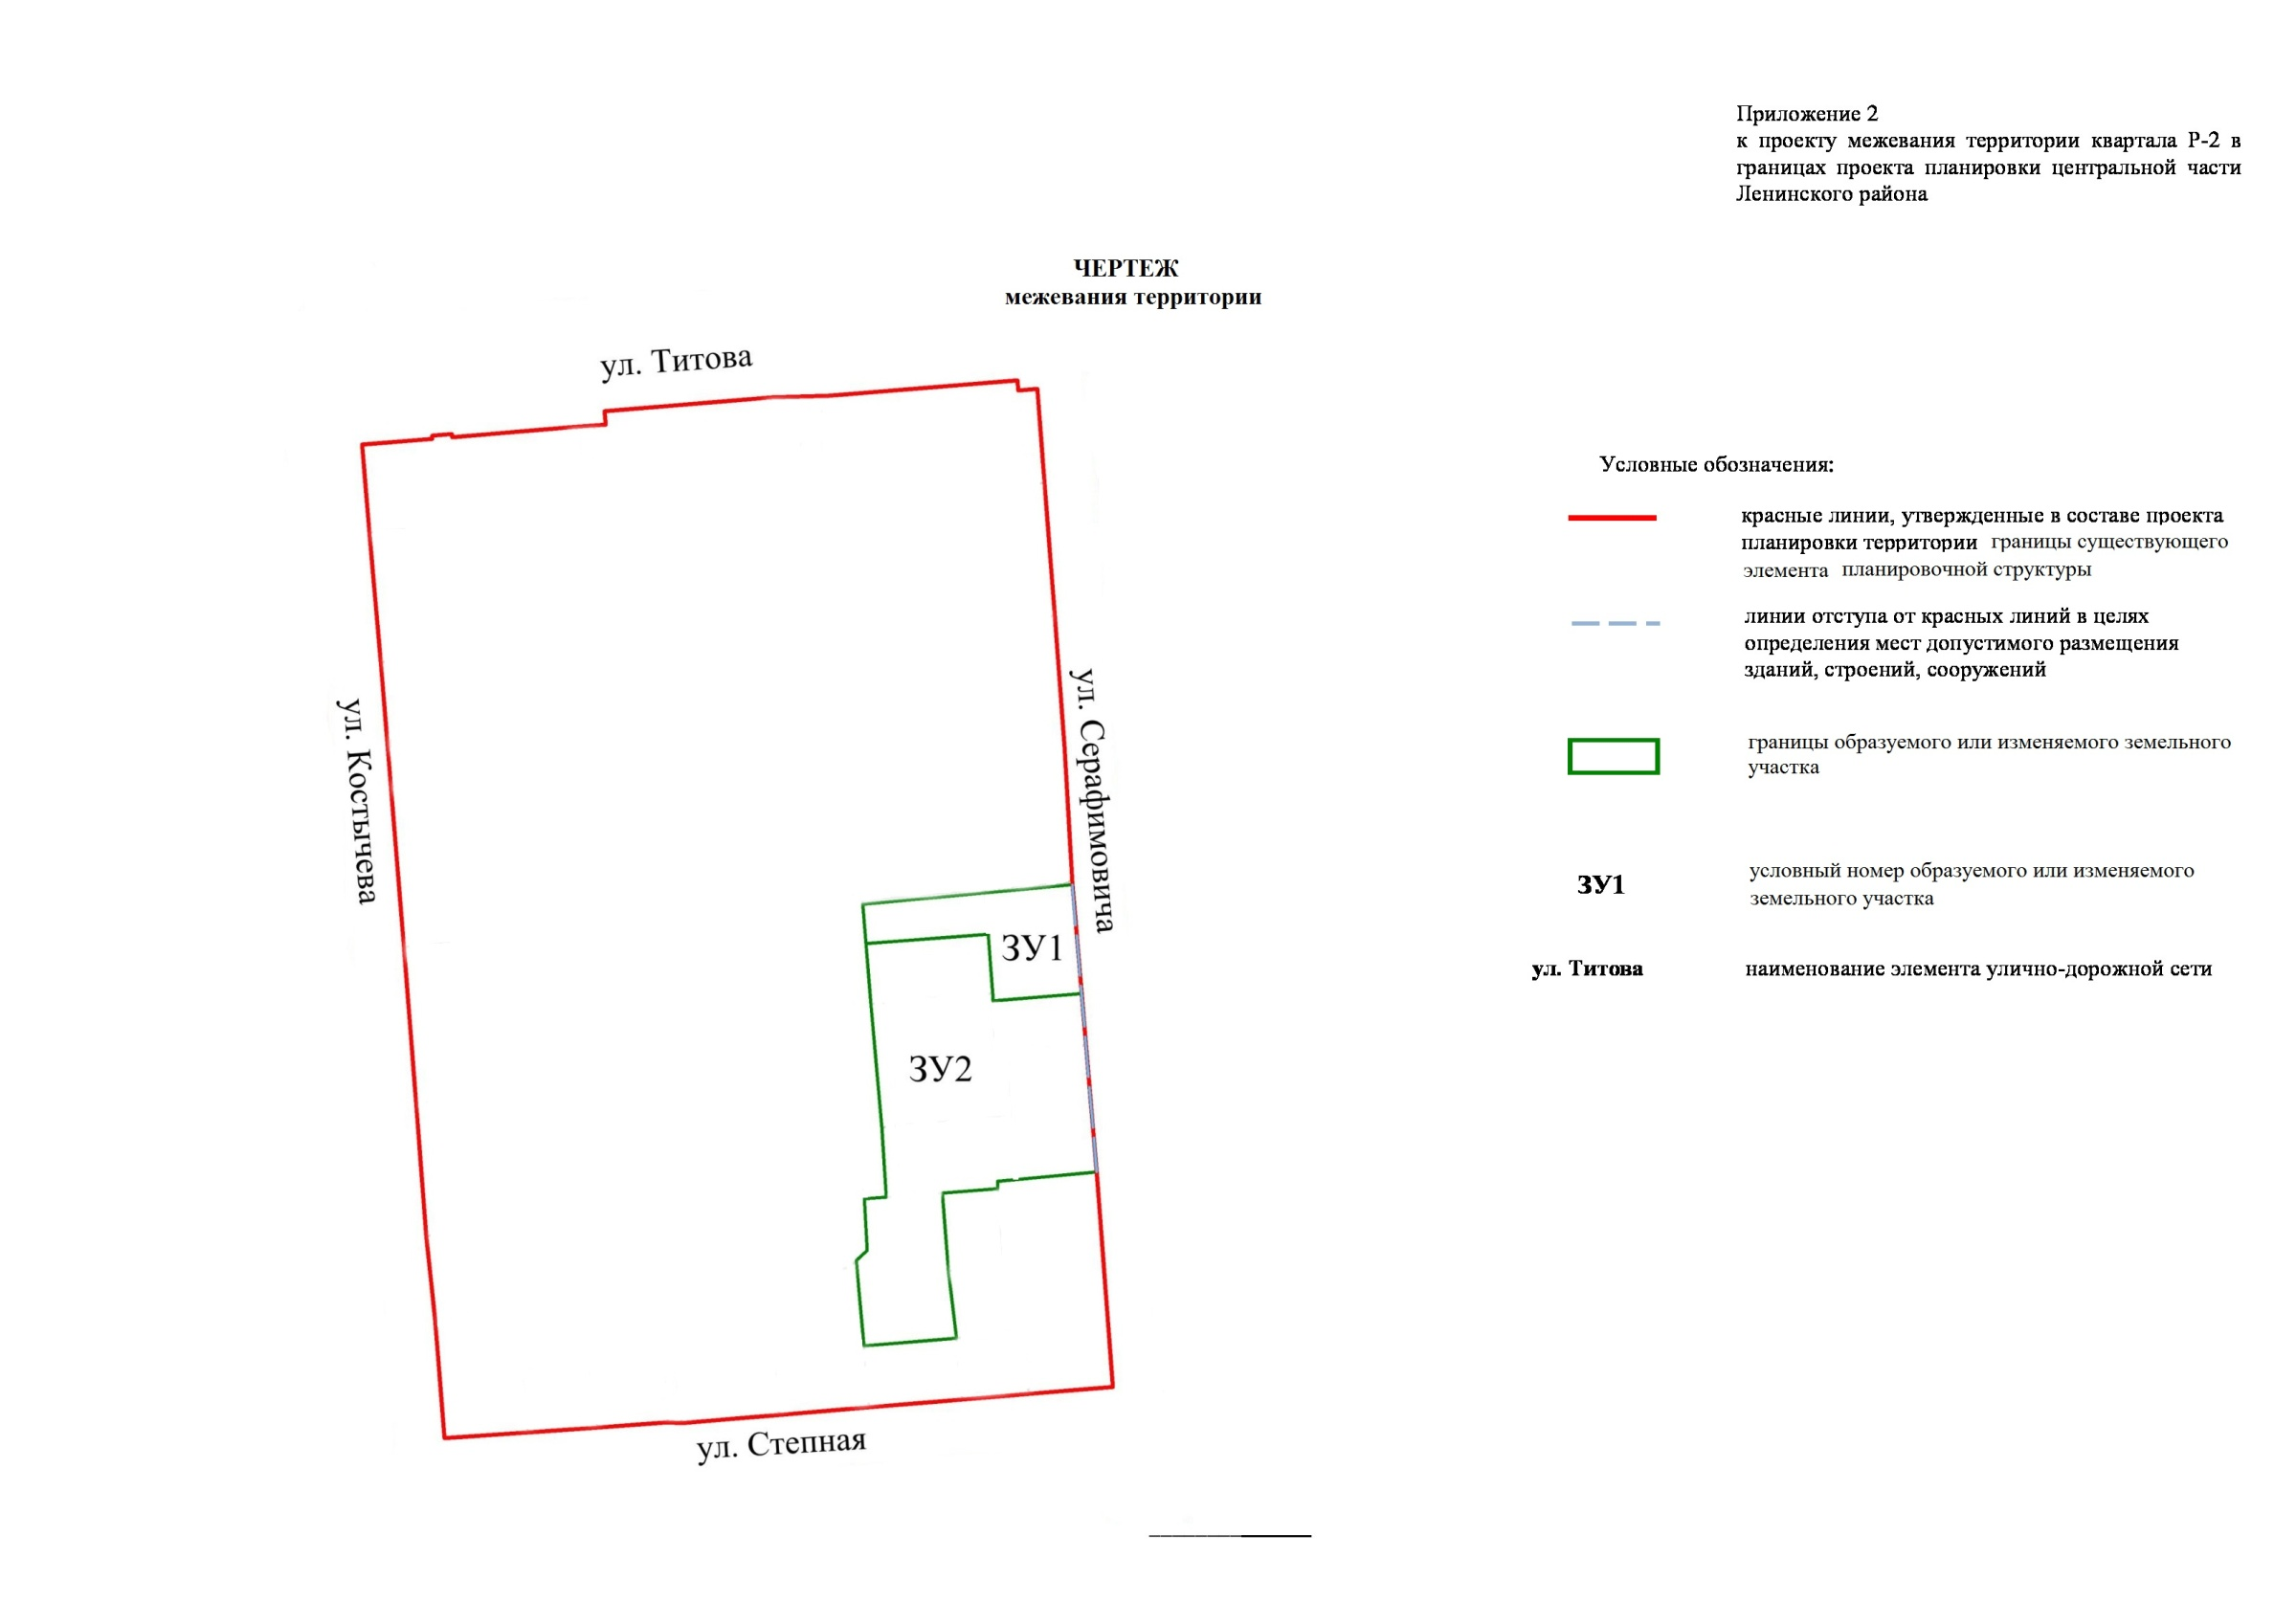 Приложение 2
к проекту межевания территории квартала Р-2 в
границах проекта планировки центральной части
Ленинского района
ЧЕРТЕЖ
межевания территории
ул. Титова
ул. Костычева
ул. Серафимовича
ЗУ1
ЗУ2
ул. Степная
Условные обозначения:
красные линии, утвержденные в составе проекта
планировки территории границы существующего
элемента планировочной структуры
линии отступа от красных линий в целях
определения мест допустимого размещения
зданий, строений, сооружений
границы образуемого или изменяемого земельного
участка
ЗУ1
условный номер образуемого или изменяемого
земельного участка
ул. Титова
наименование элемента улично-дорожной сети